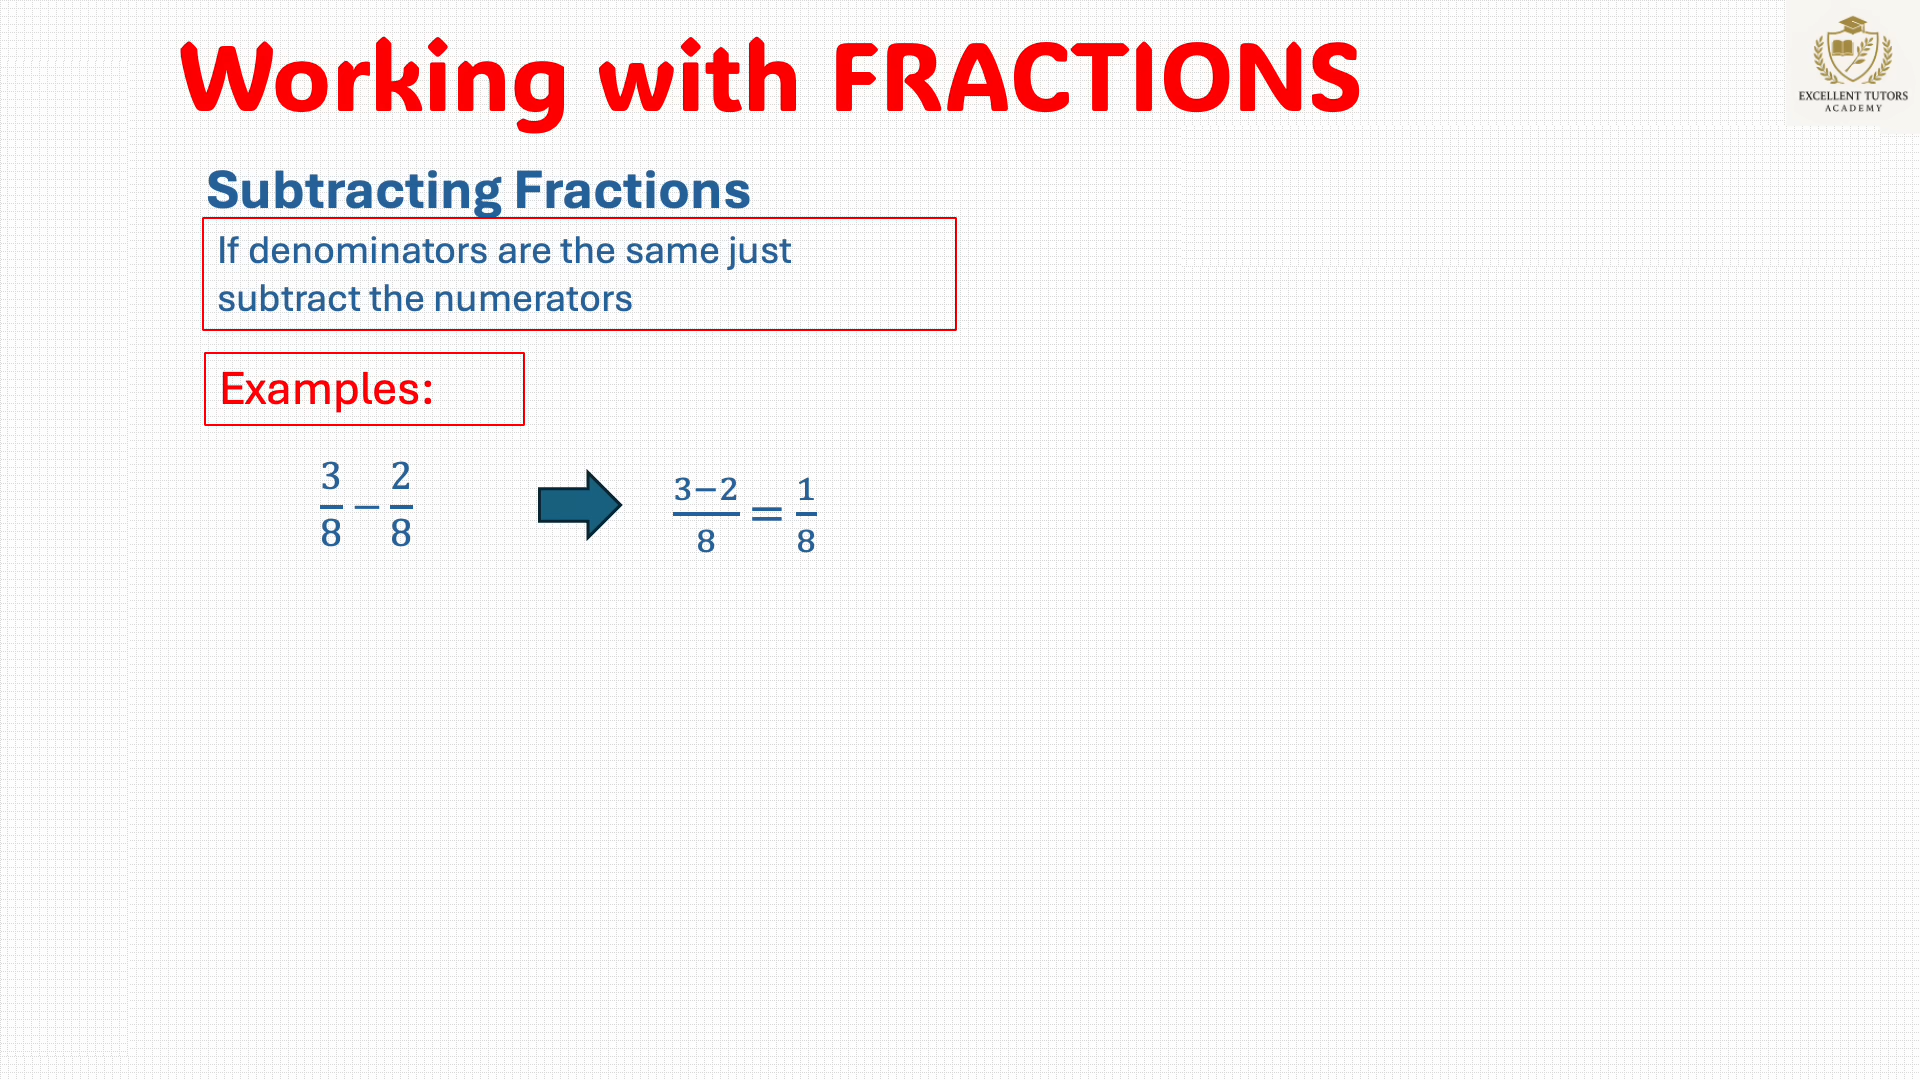 Working with FRACTIONS
EXCELLENT TUTORS
ACADEMY
Subtracting Fractions
If denominators are the same just
subtract the numerators
Examples:
3/8 − 2/8
3−2/8 = 1/8